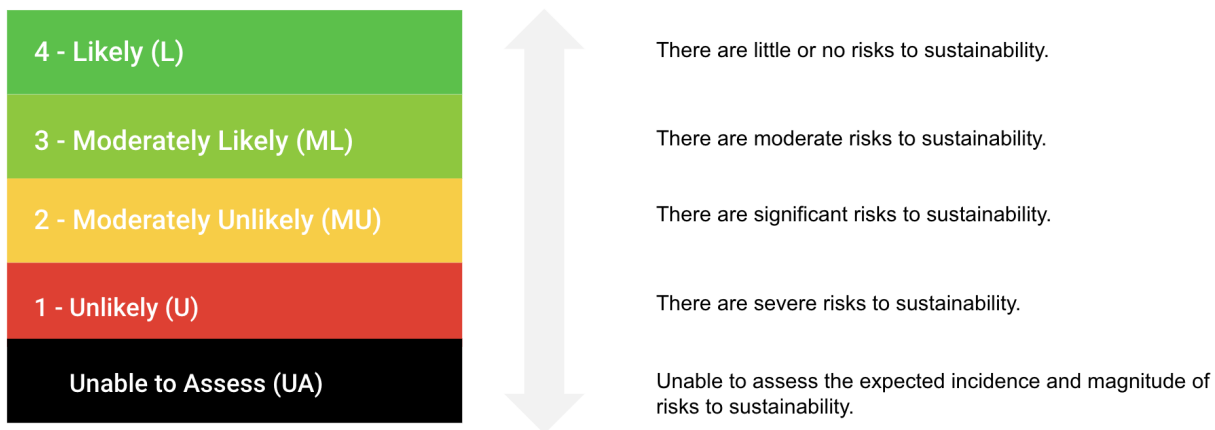 4 - Likely (L)
There are little or no risks to sustainability.
3 - Moderately Likely (ML)
There are moderate risks to sustainability.
2 - Moderately Unlikely (MU)
There are significant risks to sustainability.
1 - Unlikely (U)
There are severe risks to sustainability.
Unable to Assess (UA)
Unable to assess the expected incidence and magnitude of
risks to sustainability.